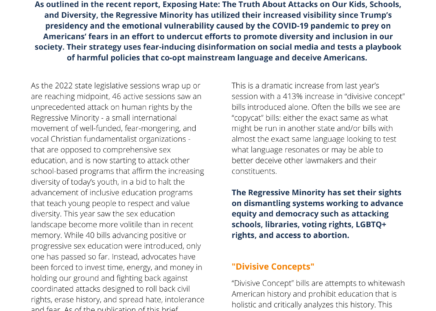 As outlined in the recent report, Exposing Hate: The Truth About Attacks on Our Kids, Schools,
and Diversity, the Regressive Minority has utilized their increased visibility since Trump's
presidency and the emotional vulnerability caused by the COVID-19 pandemic to prey on
Americans' fears in an effort to undercut efforts to promote diversity and inclusion in our
society. Their strategy uses fear-inducing disinformation on social media and tests a playbook
of harmful policies that co-opt mainstream language and deceive Americans.
As the 2022 state legislative sessions wrap up or
are reaching midpoint, 46 active sessions saw an
unprecedented attack on human rights by the
Regressive Minority - a small international
movement of well-funded, fear-mongering, and
vocal Christian fundamentalist organizations -
that are opposed to comprehensive sex
education, and is now starting to attack other
school-based programs that affirm the increasing
diversity of today's youth, in a bid to halt the
advancement of inclusive education programs
that teach young people to respect and value
diversity. This year saw the sex education
landscape become more volitile than in recent
memory. While 40 bills advancing positive or
progressive sex education were introduced, only
one has passed so far. Instead, advocates have
been forced to invest time, energy, and money in
holding our ground and fighting back against
coordinated attacks designed to roll back civil
rights, erase history, and spread hate, intolerance
and fear. As of the publication of this brief
This is a dramatic increase from last year's
session with a 413% increase in "divisive concept"
bills introduced alone. Often the bills we see are
"copycat" bills: either the exact same as what
might be run in another state and/or bills with
almost the exact same language looking to test
what language resonates or may be able to
better deceive other lawmakers and their
constituents.
The Regressive Minority has set their sights
on dismantling systems working to advance
equity and democracy such as attacking
schools, libraries, voting rights, LGBTQ+
rights, and access to abortion.
"Divisive Concepts"
"Divisive Concept" bills are attempts to whitewash
American history and prohibit education that is
holistic and critically analyzes this history. This